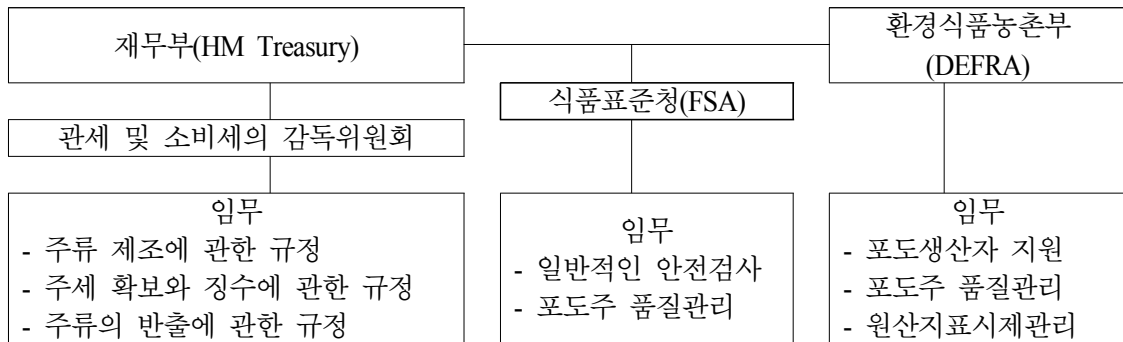 재무부(HM Treasury)
환경식품농촌부
(DEFRA)
식품표준청(FSA)
관세 및 소비세의 감독위원회
임무
- 주류 제조에 관한 규정
- 주세 확보와 징수에 관한 규정
- 주류의 반출에 관한 규정
임무
- 일반적인 안전검사
- 포도주 품질관리
임무
- 포도생산자 지원
- 포도주 품질관리
- 원산지표시제관리